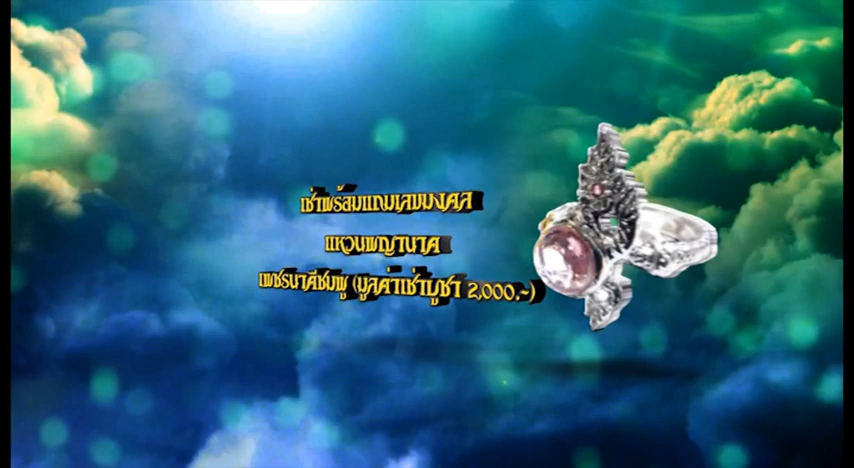 เช่าพร้อมแถมเลขมงคล
แหวนพญานาค
เพชรนาคีชมพู (มูลค่าเช่าบูชา 2,000.-)